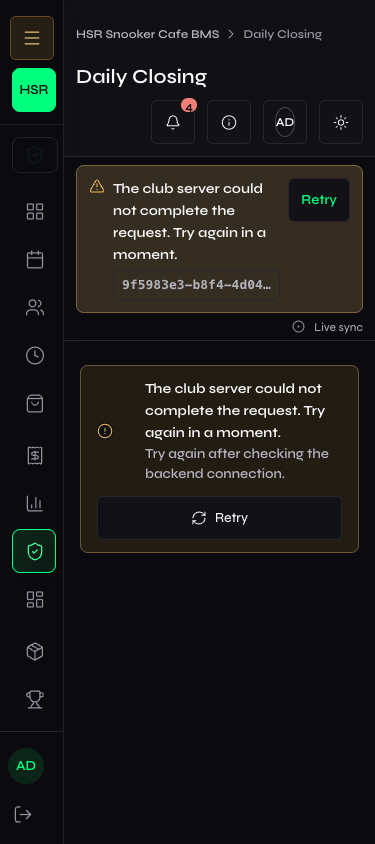 HSR
HSR Snooker Cafe BMS > Daily Closing
Daily Closing
4
AD
The club server could
not complete the
request. Try again in a
moment.
Retry
9f5983e3-b8f4-4d04…
Live sync
The club server could not
complete the request. Try
again in a moment.
Try again after checking the
backend connection.
Retry
AD